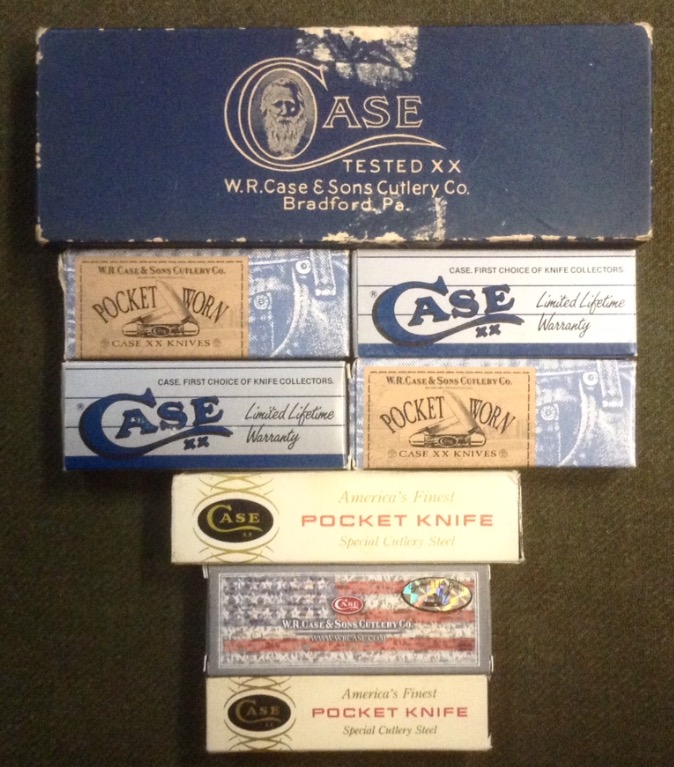 CASE
TESTED XX
W.R.Case & Sons Cutlery Co.
Bradford, Pa.
W.R.CASE & SONS CUTLERY CO.
POCKET WORN
CASE XX KNIVES
CASE. FIRST CHOICE OF KNIFE COLLECTORS.
®CASE XX
Limited Lifetime
Warranty
CASE. FIRST CHOICE OF KNIFE COLLECTORS.
®CASE XX
Limited Lifetime
Warranty
W.R.CASE & SONS CUTLERY CO.
POCKET WORN
CASE XX KNIVES
CASE XX
America's Finest
POCKET KNIFE
Special Cutlery Steel
CASE
W.R.CASE & SONS CUTLERY CO.
WWW.WRCASE.COM
CASE XX
America's Finest
POCKET KNIFE
Special Cutlery Steel